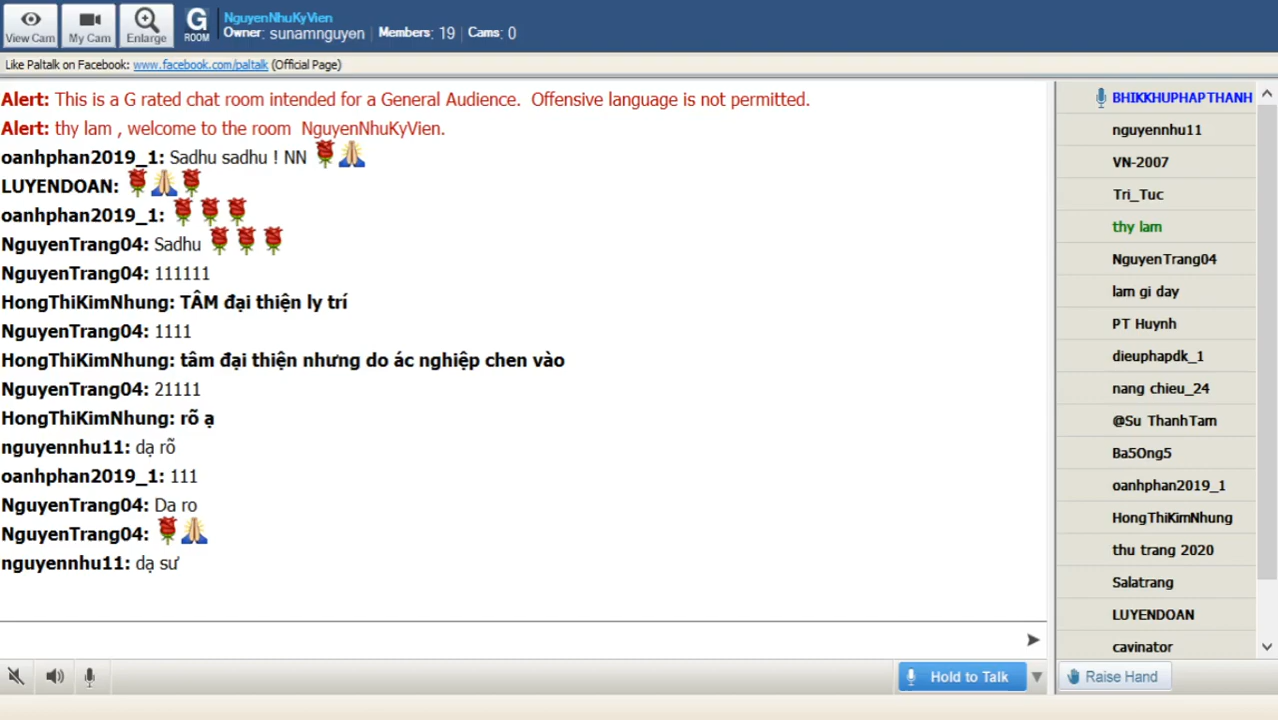 View Cam
My Cam
Enlarge
G
ROOM
NguyenNhuKyVien
Owner: sunamnguyen | Members: 19 | Cams: 0
Like Paltalk on Facebook: www.facebook.com/paltalk (Official Page)
Alert: This is a G rated chat room intended for a General Audience. Offensive language is not permitted.
Alert: thy lam , welcome to the room NguyenNhuKyVien.
oanhphan2019_1: Sadhu sadhu ! NN 🌹🙏
LUYENDOAN: 🌹🙏🌹
oanhphan2019_1: 🌹🌹🌹
NguyenTrang04: Sadhu 🌹🌹🌹
NguyenTrang04: 111111
HongThiKimNhung: TÂM đại thiện ly trí
NguyenTrang04: 1111
HongThiKimNhung: tâm đại thiện nhưng do ác nghiệp chen vào
NguyenTrang04: 21111
HongThiKimNhung: rõ ạ
nguyennhu11: dạ rõ
oanhphan2019_1: 111
NguyenTrang04: Da ro
NguyenTrang04: 🌹🙏
nguyennhu11: dạ sư
Hold to Talk
BHIKKHUPHAPTHANH
nguyennhu11
VN-2007
Tri_Tuc
thy lam
NguyenTrang04
lam gi day
PT Huynh
dieuphapdk_1
nang chieu_24
@Su ThanhTam
Ba5Ong5
oanhphan2019_1
HongThiKimNhung
thu trang 2020
Salatrang
LUYENDOAN
cavinator
Raise Hand